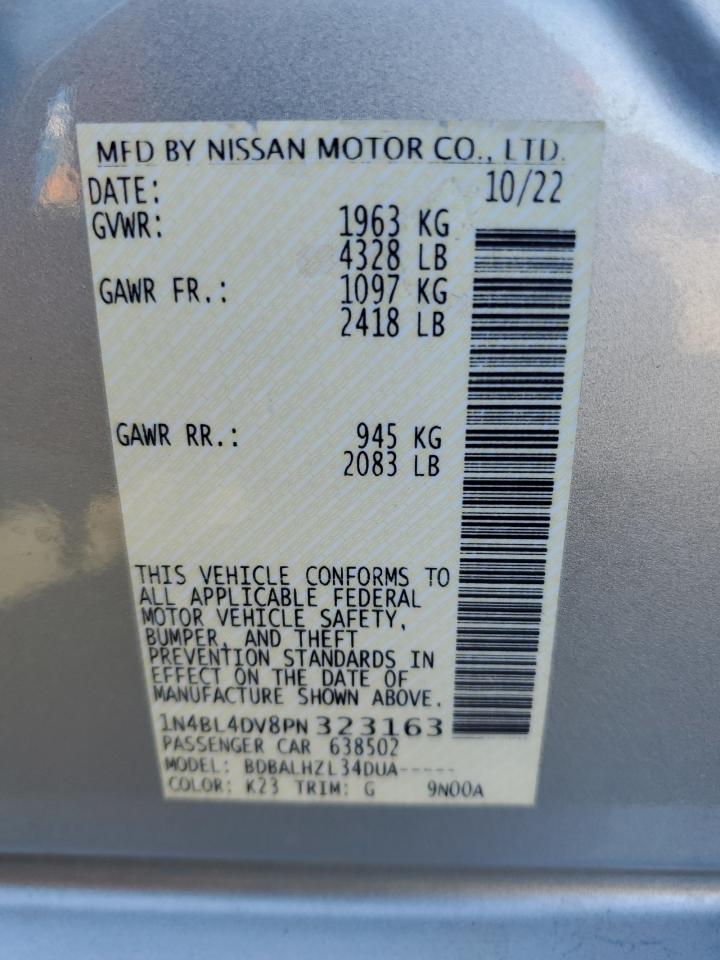 MFD BY NISSAN MOTOR CO., LTD.
DATE: 10/22
GVWR: 1963 KG
4328 LB
GAWR FR.: 1097 KG
2418 LB
GAWR RR.: 945 KG
2083 LB
THIS VEHICLE CONFORMS TO
ALL APPLICABLE FEDERAL
MOTOR VEHICLE SAFETY,
BUMPER, AND THEFT
PREVENTION STANDARDS IN
EFFECT ON THE DATE OF
MANUFACTURE SHOWN ABOVE.
1N4BL4DV8PN 323163
PASSENGER CAR 638502
MODEL: BDBALHZL34DUA-----
COLOR: K23 TRIM: G 9N00A